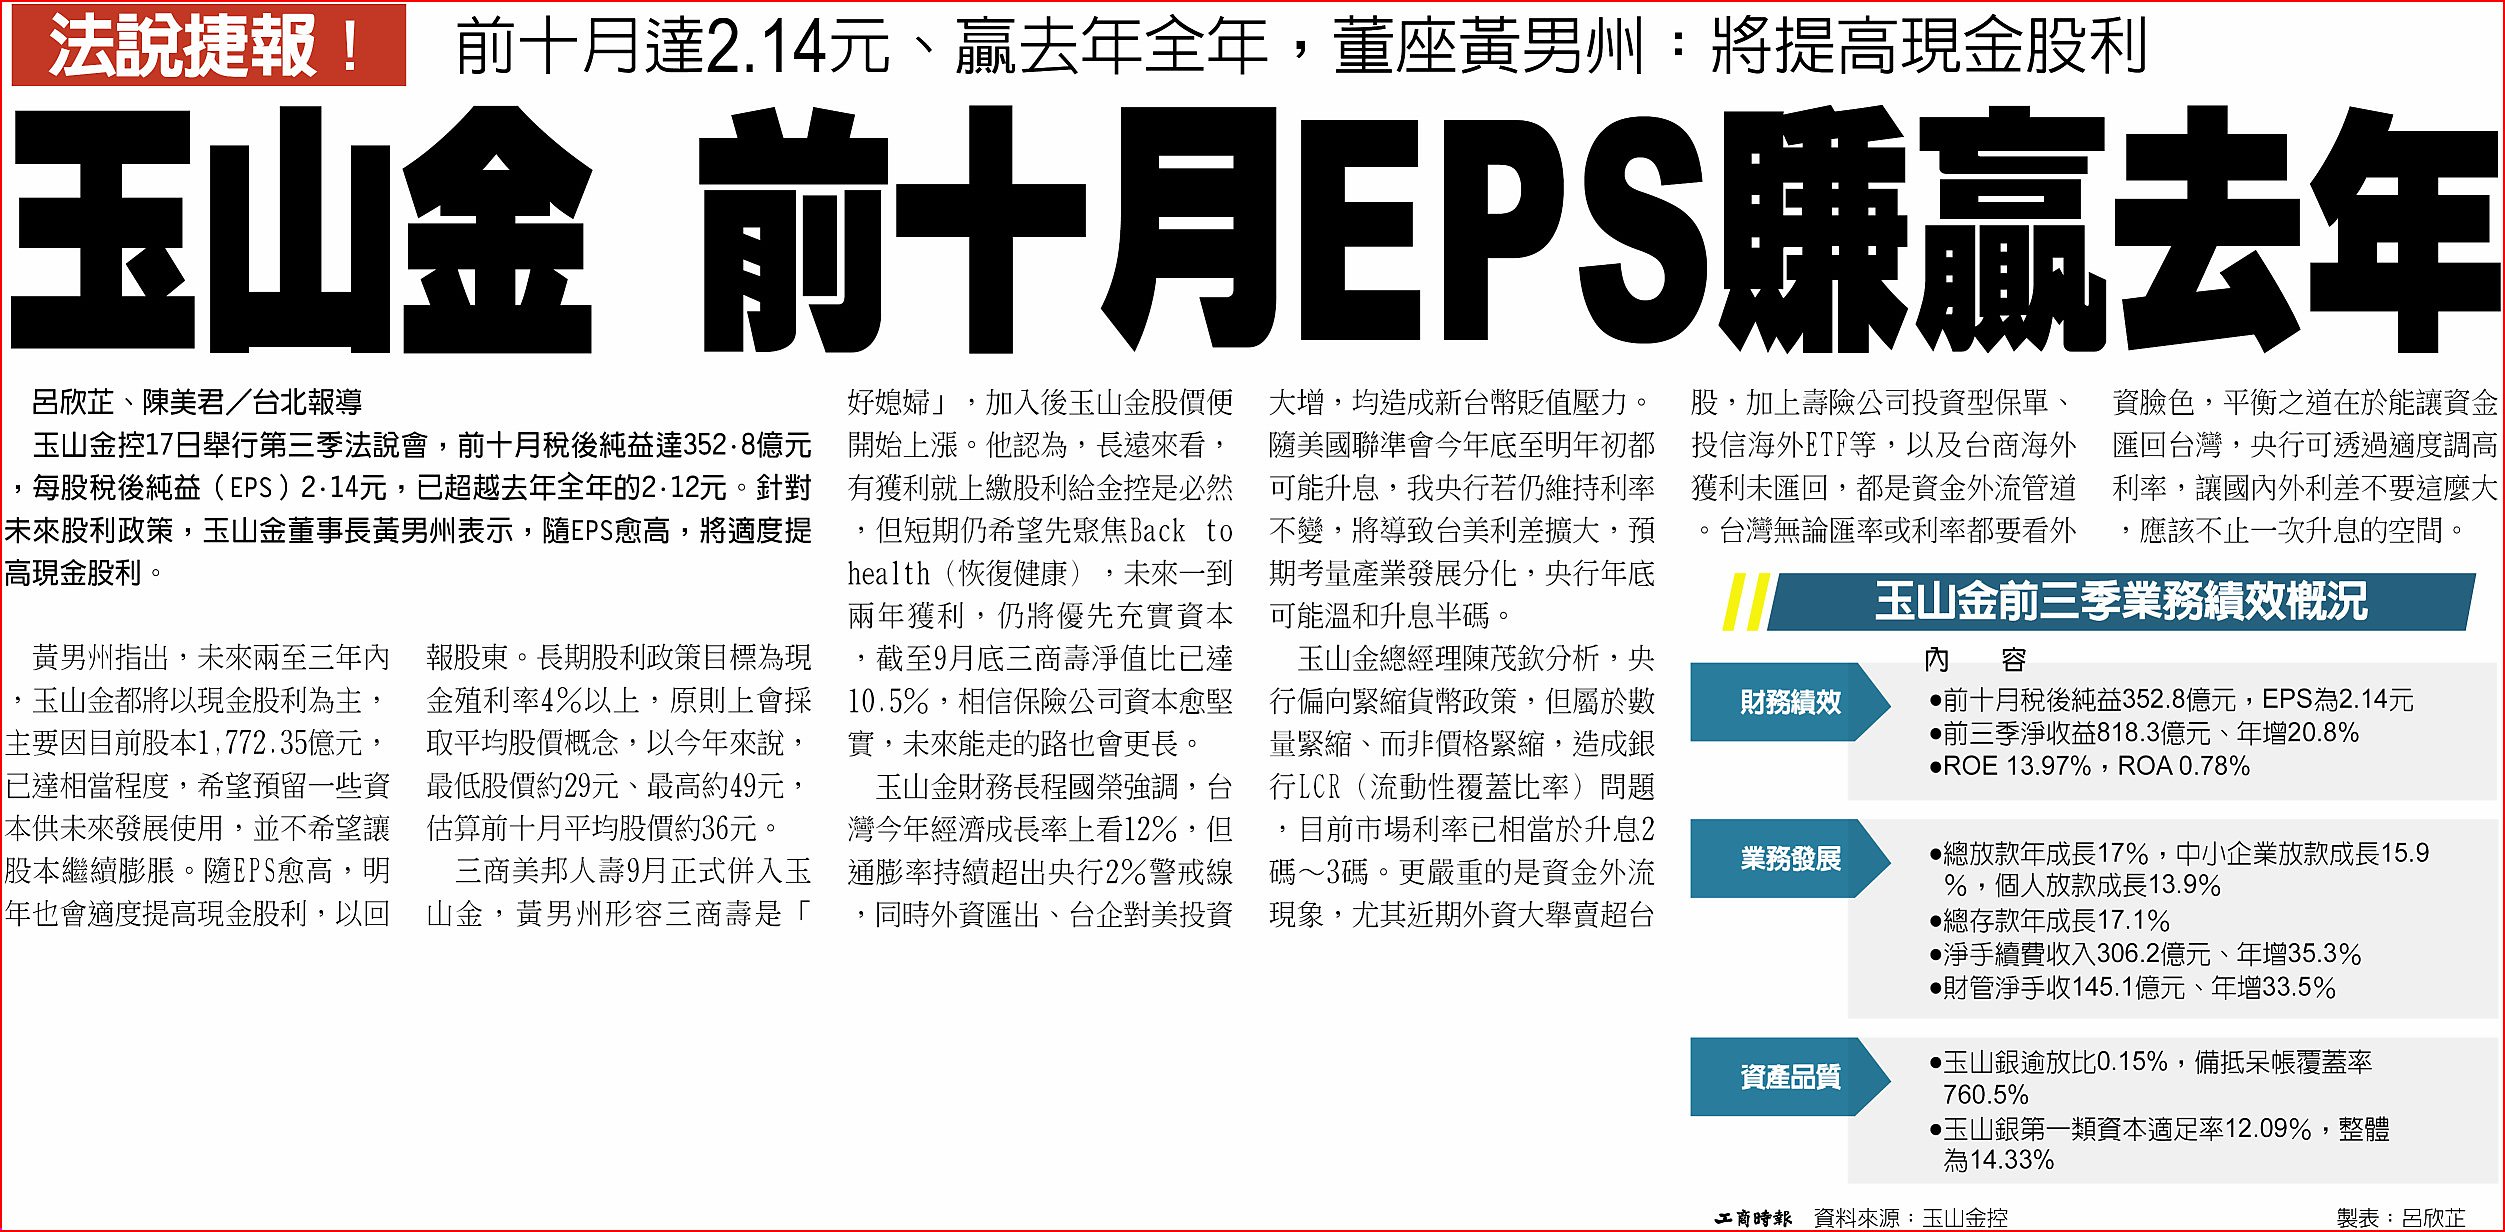 法說捷報！
前十月達2.14元、贏去年全年，董座黃男州：將提高現金股利
玉山金 前十月EPS賺贏去年
呂欣芷、陳美君／台北報導
玉山金控17日舉行第三季法說會，前十月稅後純益達352.8億元
，每股稅後純益（EPS）2.14元，已超越去年全年的2.12元。針對
未來股利政策，玉山金董事長黃男州表示，隨EPS愈高，將適度提
高現金股利。
黃男州指出，未來兩至三年內
，玉山金都將以現金股利為主，
主要因目前股本1,772.35億元，
已達相當程度，希望預留一些資
本供未來發展使用，並不希望讓
股本繼續膨脹。隨EPS愈高，明
年也會適度提高現金股利，以回
報股東。長期股利政策目標為現
金殖利率4％以上，原則上會採
取平均股價概念，以今年來說，
最低股價約29元、最高約49元，
估算前十月平均股價約36元。
三商美邦人壽9月正式併入玉
山金，黃男州形容三商壽是「
好媳婦」，加入後玉山金股價便
開始上漲。他認為，長遠來看，
有獲利就上繳股利給金控是必然
，但短期仍希望先聚焦Back to
health（恢復健康），未來一到
兩年獲利，仍將優先充實資本
，截至9月底三商壽淨值比已達
10.5％，相信保險公司資本愈堅
實，未來能走的路也會更長。
玉山金財務長程國榮強調，台
灣今年經濟成長率上看12％，但
通膨率持續超出央行2％警戒線
，同時外資匯出、台企對美投資
大增，均造成新台幣貶值壓力。
隨美國聯準會今年底至明年初都
可能升息，我央行若仍維持利率
不變，將導致台美利差擴大，預
期考量產業發展分化，央行年底
可能溫和升息半碼。
玉山金總經理陳茂欽分析，央
行偏向緊縮貨幣政策，但屬於數
量緊縮、而非價格緊縮，造成銀
行LCR（流動性覆蓋比率）問題
，目前市場利率已相當於升息2
碼～3碼。更嚴重的是資金外流
現象，尤其近期外資大舉賣超台
股，加上壽險公司投資型保單、
投信海外ETF等，以及台商海外
獲利未匯回，都是資金外流管道
。台灣無論匯率或利率都要看外
資臉色，平衡之道在於能讓資金
匯回台灣，央行可透過適度調高
利率，讓國內外利差不要這麼大
，應該不止一次升息的空間。
玉山金前三季業務績效概況
內　容
財務績效
●前十月稅後純益352.8億元，EPS為2.14元
●前三季淨收益818.3億元、年增20.8%
●ROE 13.97%，ROA 0.78%
業務發展
●總放款年成長17%，中小企業放款成長15.9
%，個人放款成長13.9%
●總存款年成長17.1%
●淨手續費收入306.2億元、年增35.3%
●財管淨手收145.1億元、年增33.5%
資產品質
●玉山銀逾放比0.15%，備抵呆帳覆蓋率
760.5%
●玉山銀第一類資本適足率12.09%，整體
為14.33%
工商時報 資料來源：玉山金控
製表：呂欣芷